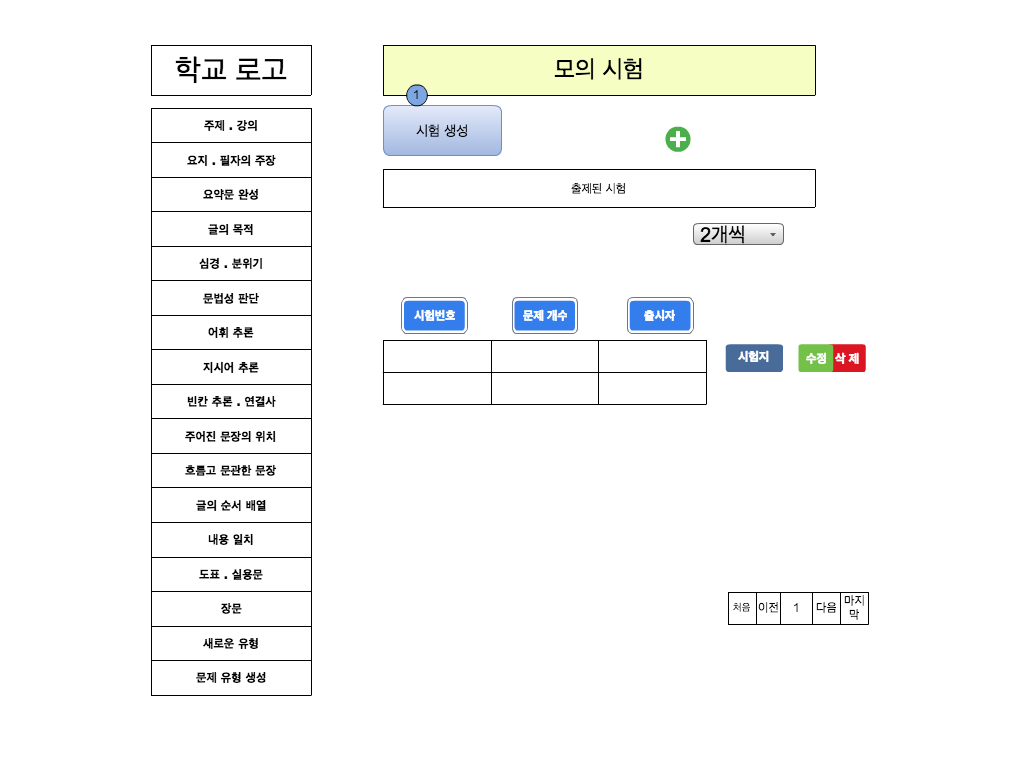 학교 로고
모의 시험
1
시험 생성
출제된 시험
2개씩
주제 . 강의
요지 . 필자의 주장
요약문 완성
글의 목적
심경 . 분위기
문법성 판단
어휘 추론
지시어 추론
빈칸 추론 . 연결사
주어진 문장의 위치
흐름고 문관한 문장
글의 순서 배열
내용 일치
도표 . 실용문
장문
새로운 유형
문제 유형 생성
시험번호 문제 개수 출시자
시험지 수정 삭 제
처음 이전 1 다음 마지
막